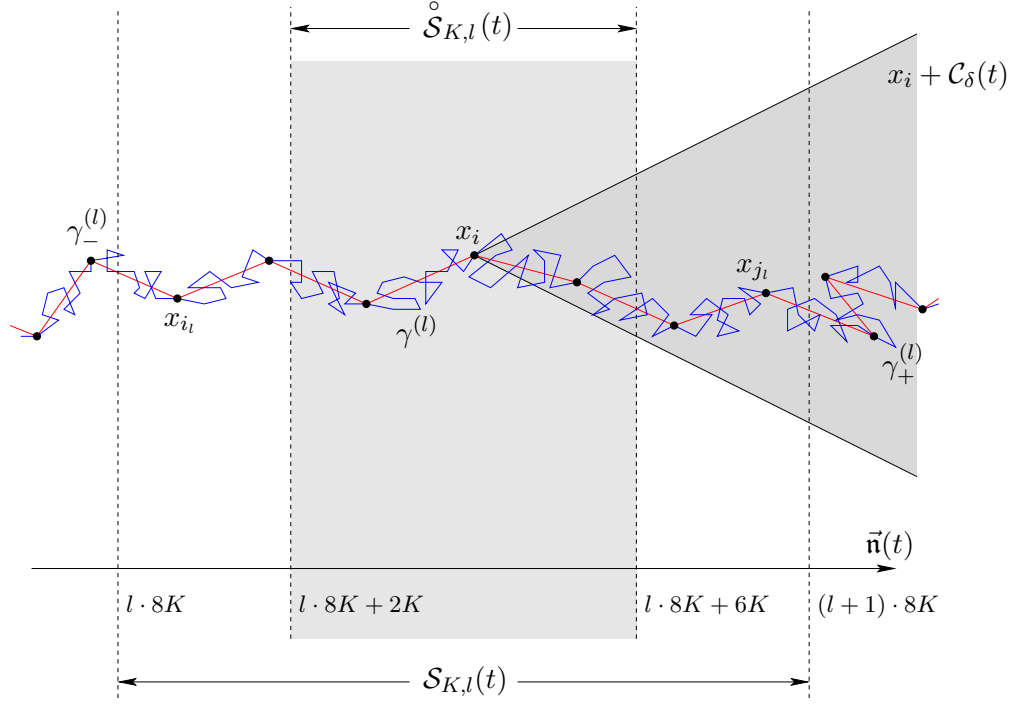 S̊_{K,l}(t)
x_i + C_δ(t)
γ_-^{(l)}
x_i
x_{i_l}
x_{j_l}
γ^{(l)}
γ_+^{(l)}
n⃗(t)
l · 8K
l · 8K + 2K
l · 8K + 6K
(l + 1) · 8K
S_{K,l}(t)